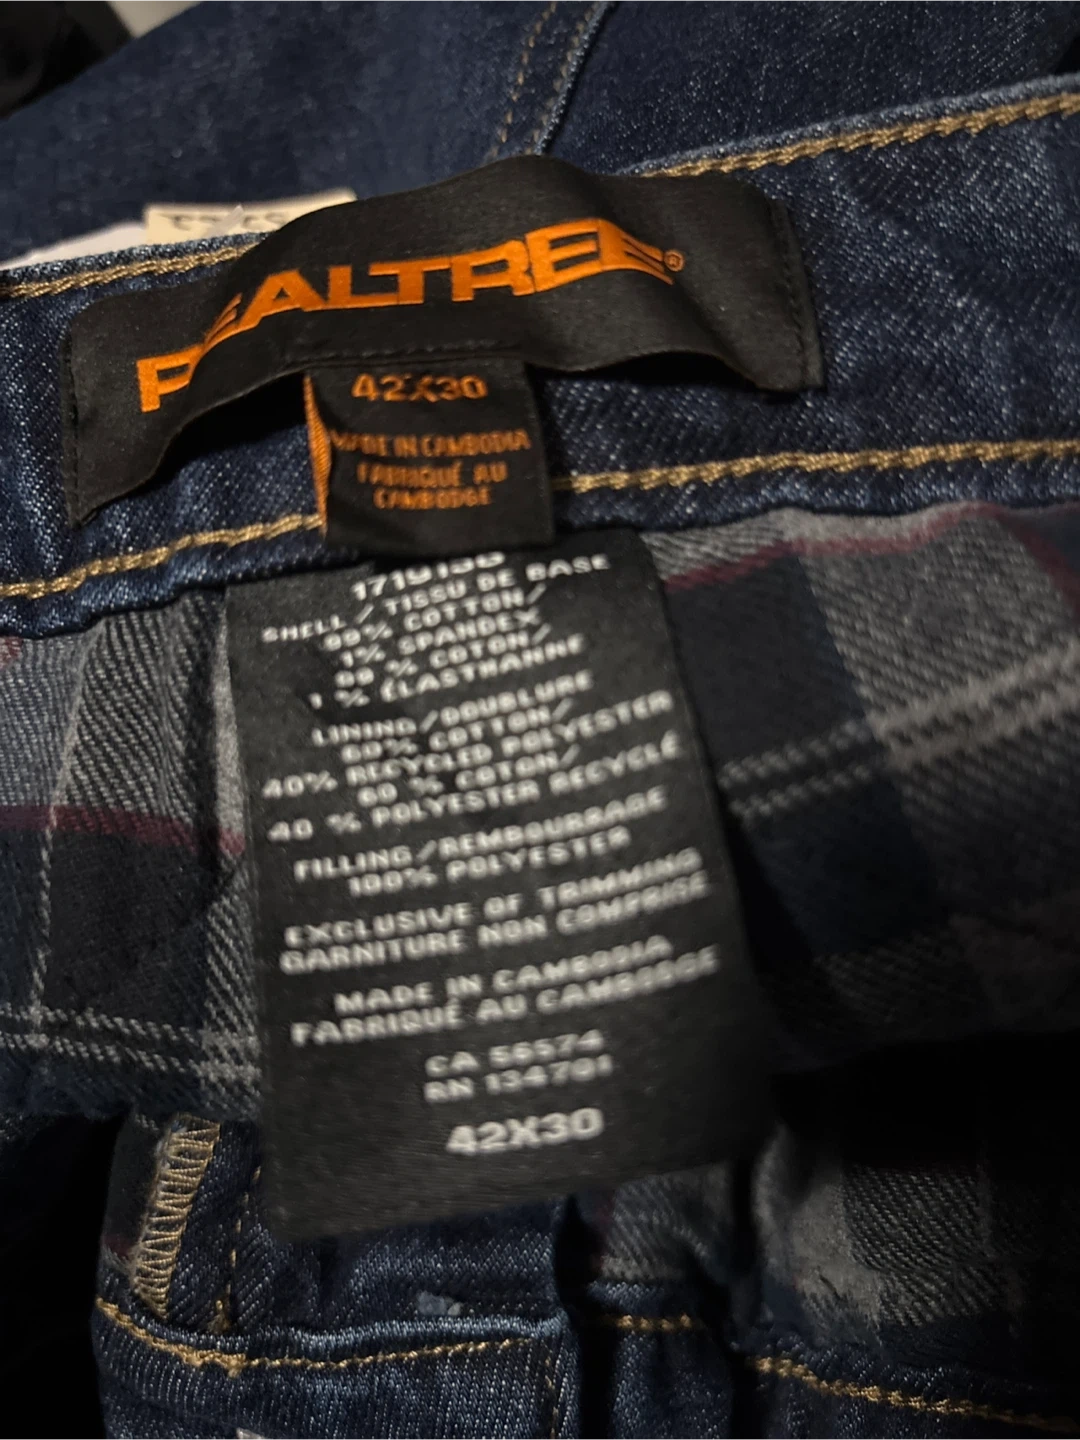 REALTREE®
42X30
MADE IN CAMBODIA
FABRIQUÉ AU
CAMBODGE
SHELL / TISSU DE BASE
99% COTTON/
1% SPANDEX
99 % COTON/
1 % ÉLASTHANNE
LINING / DOUBLURE
60% COTTON/
40% RECYCLED POLYESTER
60 % COTON/
40 % POLYESTER RECYCLÉ
FILLING/REMBOURRAGE
100% POLYESTER
EXCLUSIVE OF TRIMMING
GARNITURE NON COMPRISE
MADE IN CAMBODIA
FABRIQUÉ AU CAMBODGE
CA 56574
RN 134701
42X30